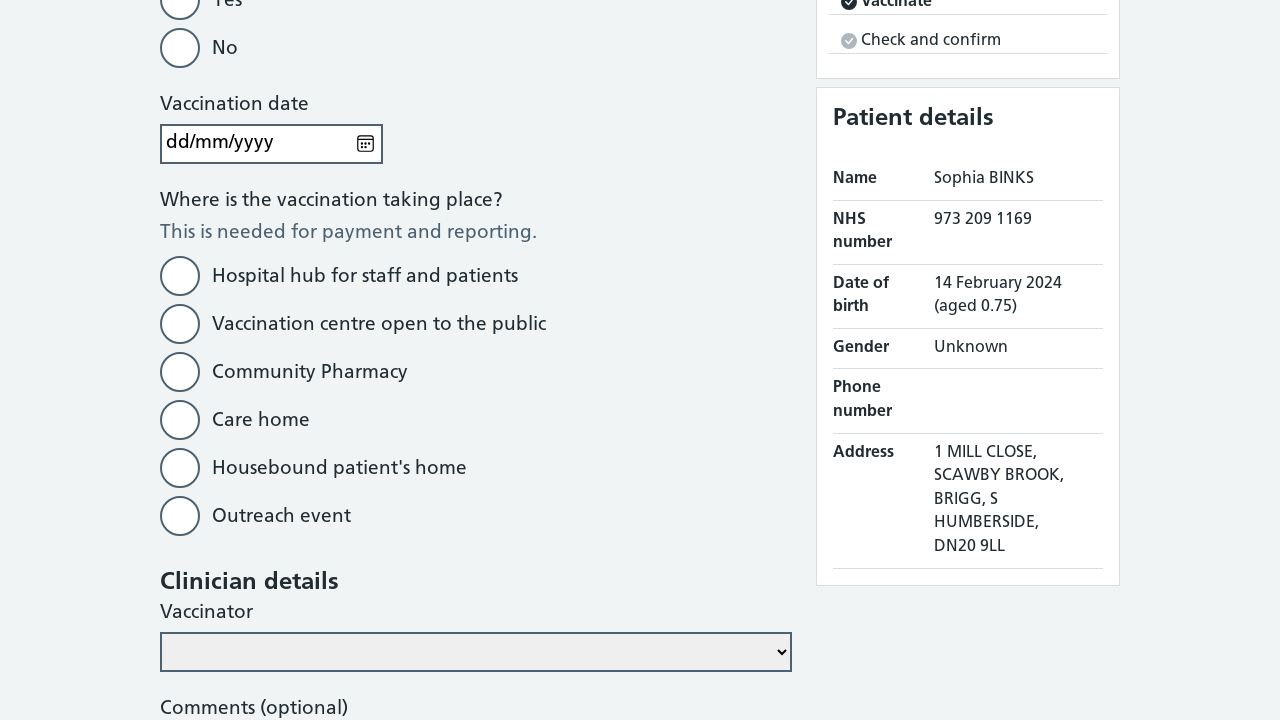 Yes
No
Vaccination date
dd/mm/yyyy
Where is the vaccination taking place?
This is needed for payment and reporting.
Hospital hub for staff and patients
Vaccination centre open to the public
Community Pharmacy
Care home
Housebound patient's home
Outreach event
Clinician details
Vaccinator
Comments (optional)
Vaccinate
Check and confirm
Patient details
Name Sophia BINKS
NHS number 973 209 1169
Date of birth 14 February 2024 (aged 0.75)
Gender Unknown
Phone number
Address 1 MILL CLOSE,
SCAWBY BROOK,
BRIGG, S
HUMBERSIDE,
DN20 9LL